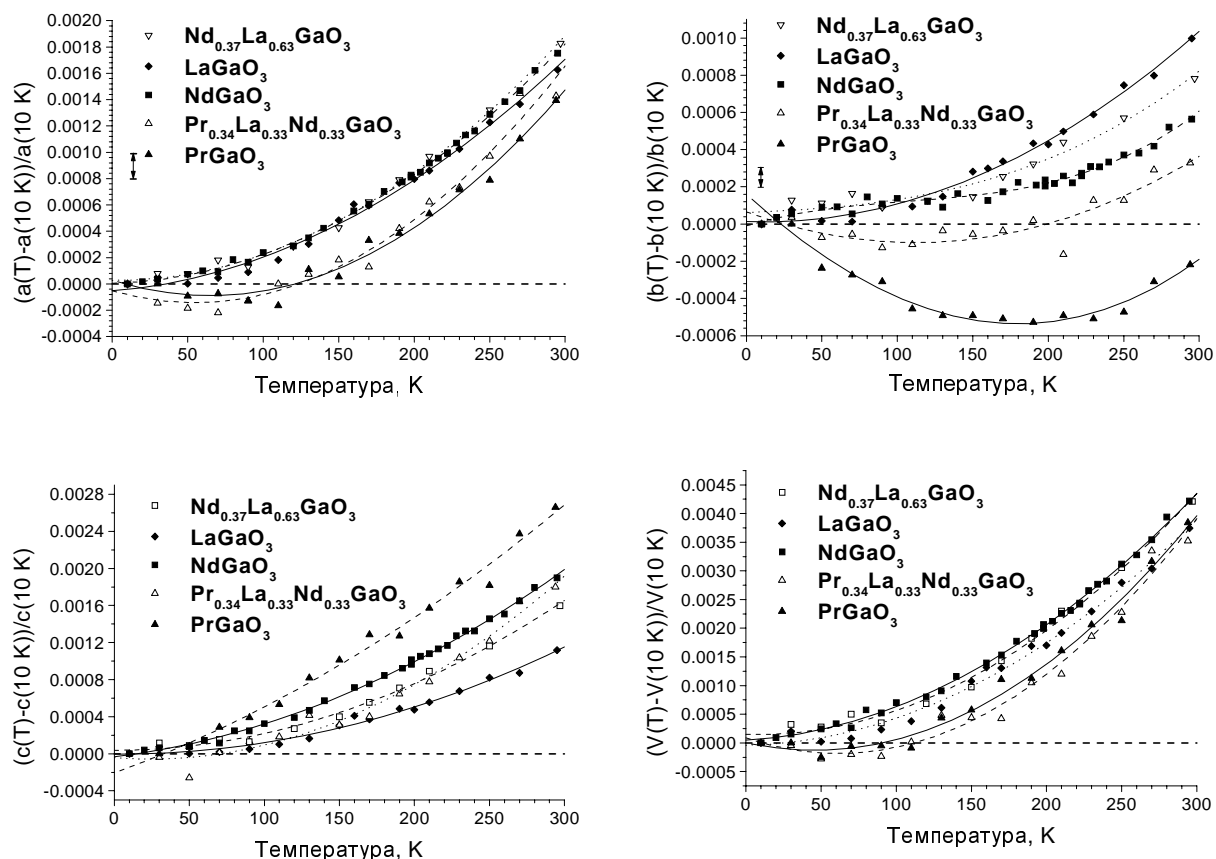 (a(T)-a(10 K))/a(10 K)
0.0020
0.0018
0.0016
0.0014
0.0012
0.0010
0.0008
0.0006
0.0004
0.0002
0.0000
-0.0002
-0.0004
Nd0.37La0.63GaO3
LaGaO3
NdGaO3
Pr0.34La0.33Nd0.33GaO3
PrGaO3
0 50 100 150 200 250 300
Температура, К
(b(T)-b(10 K))/b(10 K)
0.0010
0.0008
0.0006
0.0004
0.0002
0.0000
-0.0002
-0.0004
-0.0006
Nd0.37La0.63GaO3
LaGaO3
NdGaO3
Pr0.34La0.33Nd0.33GaO3
PrGaO3
0 50 100 150 200 250 300
Температура, К
(c(T)-c(10 K))/c(10 K)
0.0028
0.0024
0.0020
0.0016
0.0012
0.0008
0.0004
0.0000
-0.0004
Nd0.37La0.63GaO3
LaGaO3
NdGaO3
Pr0.34La0.33Nd0.33GaO3
PrGaO3
0 50 100 150 200 250 300
Температура, К
(V(T)-V(10 K))/V(10 K)
0.0045
0.0040
0.0035
0.0030
0.0025
0.0020
0.0015
0.0010
0.0005
0.0000
-0.0005
Nd0.37La0.63GaO3
LaGaO3
NdGaO3
Pr0.34La0.33Nd0.33GaO3
PrGaO3
0 50 100 150 200 250 300
Температура, К